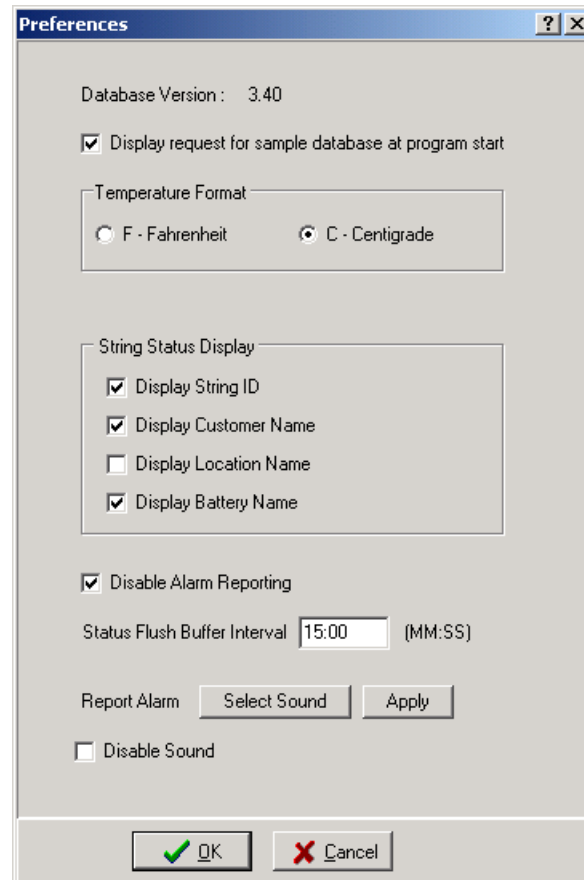 Preferences
Database Version : 3.40
Display request for sample database at program start
Temperature Format
F - Fahrenheit C - Centigrade
String Status Display
Display String ID
Display Customer Name
Display Location Name
Display Battery Name
Disable Alarm Reporting
Status Flush Buffer Interval 15:00 (MM:SS)
Report Alarm Select Sound Apply
Disable Sound
OK Cancel